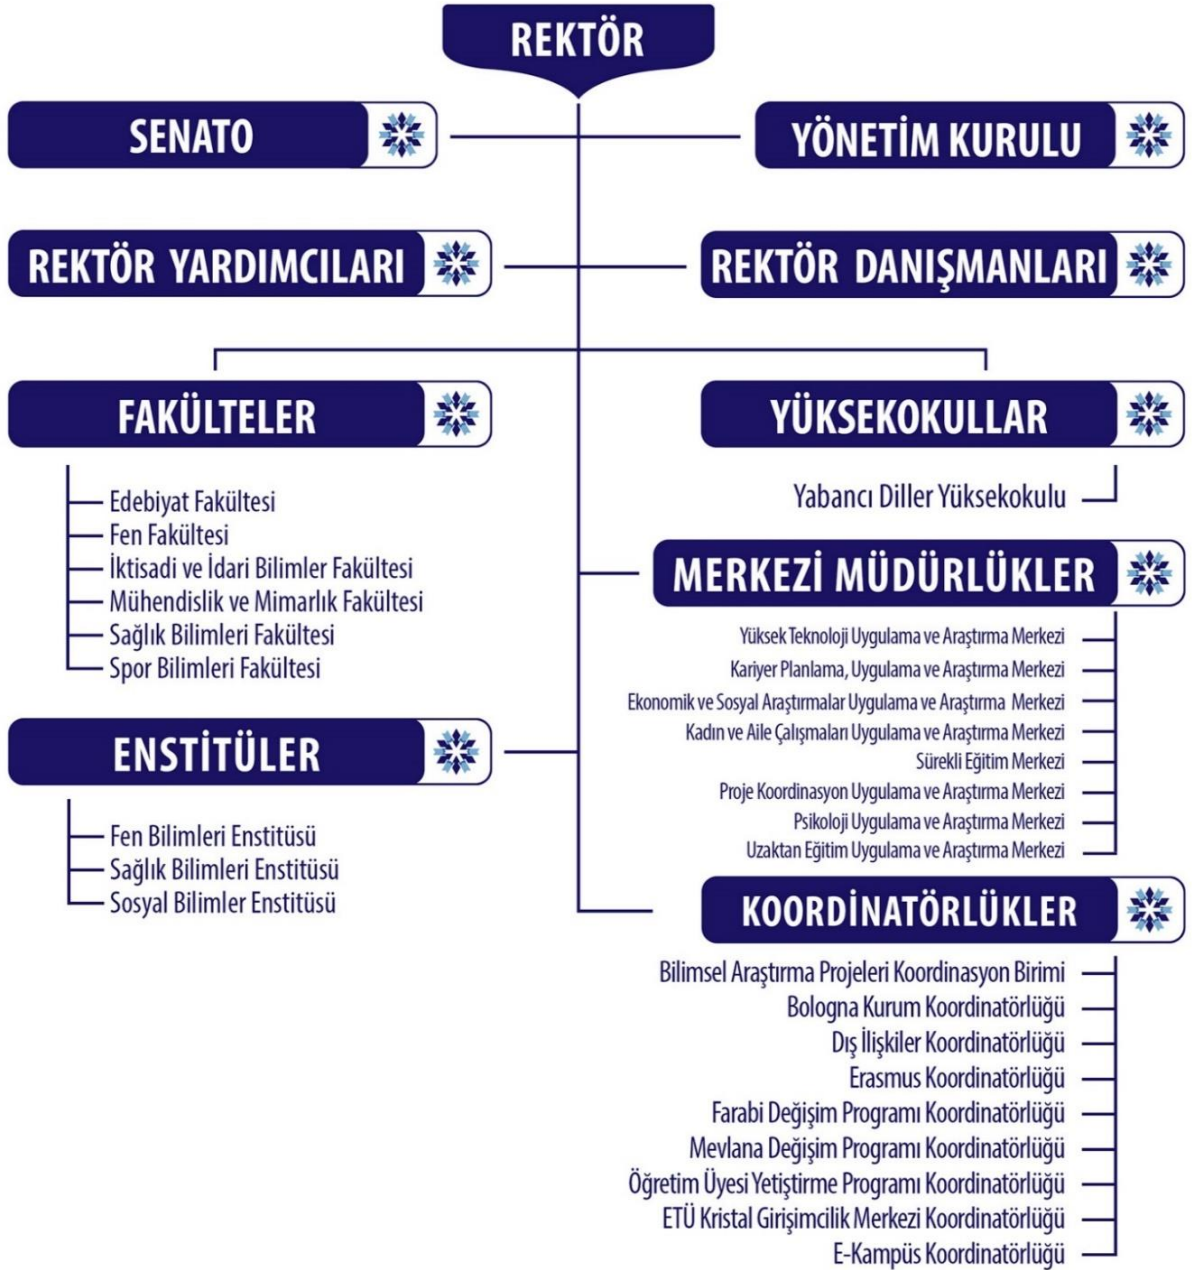 REKTÖR
SENATO
YÖNETİM KURULU
REKTÖR YARDIMCILARI
REKTÖR DANIŞMANLARI
FAKÜLTELER
Edebiyat Fakültesi
Fen Fakültesi
İktisadi ve İdari Bilimler Fakültesi
Mühendislik ve Mimarlık Fakültesi
Sağlık Bilimleri Fakültesi
Spor Bilimleri Fakültesi
ENSTİTÜLER
Fen Bilimleri Enstitüsü
Sağlık Bilimleri Enstitüsü
Sosyal Bilimler Enstitüsü
YÜKSEKOKULLAR
Yabancı Diller Yüksekokulu
MERKEZİ MÜDÜRLÜKLER
Yüksek Teknoloji Uygulama ve Araştırma Merkezi
Kariyer Planlama, Uygulama ve Araştırma Merkezi
Ekonomik ve Sosyal Araştırmalar Uygulama ve Araştırma Merkezi
Kadın ve Aile Çalışmaları Uygulama ve Araştırma Merkezi
Sürekli Eğitim Merkezi
Proje Koordinasyon Uygulama ve Araştırma Merkezi
Psikoloji Uygulama ve Araştırma Merkezi
Uzaktan Eğitim Uygulama ve Araştırma Merkezi
KOORDİNATÖRLÜKLER
Bilimsel Araştırma Projeleri Koordinasyon Birimi
Bologna Kurum Koordinatörlüğü
Dış İlişkiler Koordinatörlüğü
Erasmus Koordinatörlüğü
Farabi Değişim Programı Koordinatörlüğü
Mevlana Değişim Programı Koordinatörlüğü
Öğretim Üyesi Yetiştirme Programı Koordinatörlüğü
ETÜ Kristal Girişimcilik Merkezi Koordinatörlüğü
E-Kampüs Koordinatörlüğü